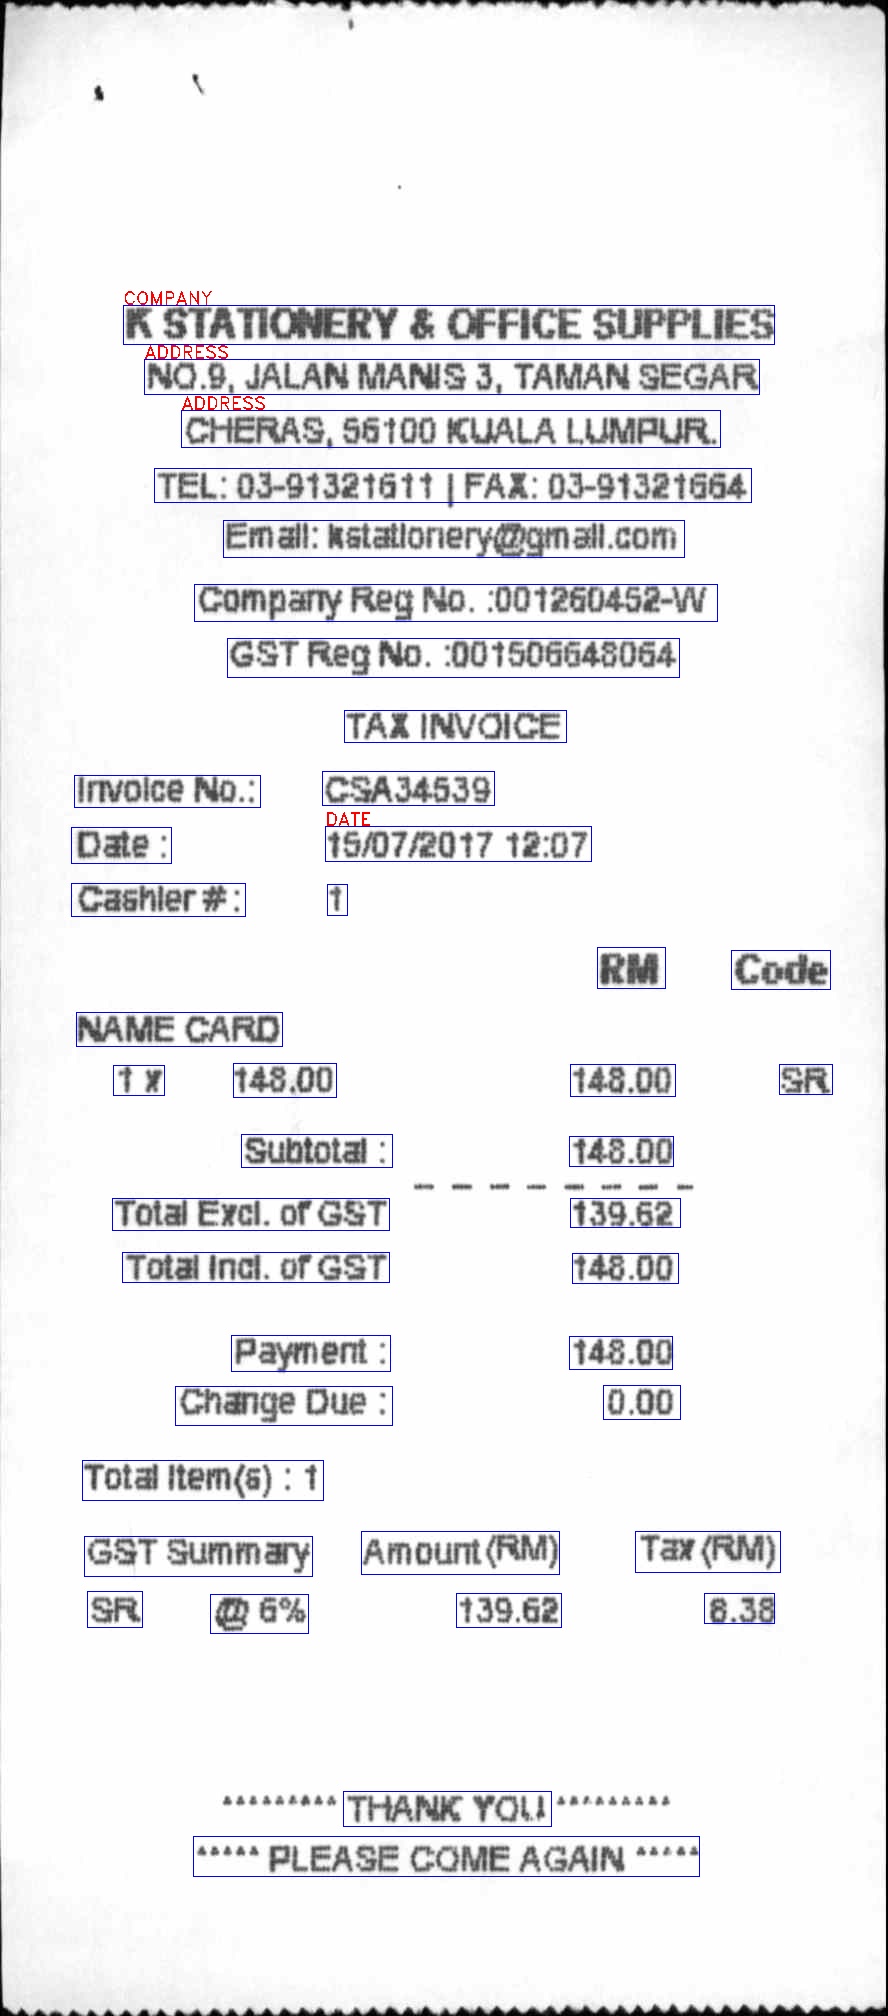 COMPANY
K STATIONERY & OFFICE SUPPLIES
ADDRESS
NO.9, JALAN MANIS 3, TAMAN SEGAR
ADDRESS
CHERAS, 56100 KUALA LUMPUR.
TEL: 03-91321611 | FAX: 03-91321664
Email: kstationery@gmail.com
Company Reg No. :001260452-W
GST Reg No. :001506648064
TAX INVOICE
Invoice No.: CSA34539
DATE
Date : 15/07/2017 12:07
Cashier # : 1
RM Code
NAME CARD
1 x 148.00 148.00 SR
Subtotal : 148.00
Total Excl. of GST 139.62
Total Incl. of GST 148.00
Payment : 148.00
Change Due : 0.00
Total Item(s) : 1
GST Summary Amount (RM) Tax (RM)
SR @ 6% 139.62 8.38
********* THANK YOU *********
***** PLEASE COME AGAIN *****